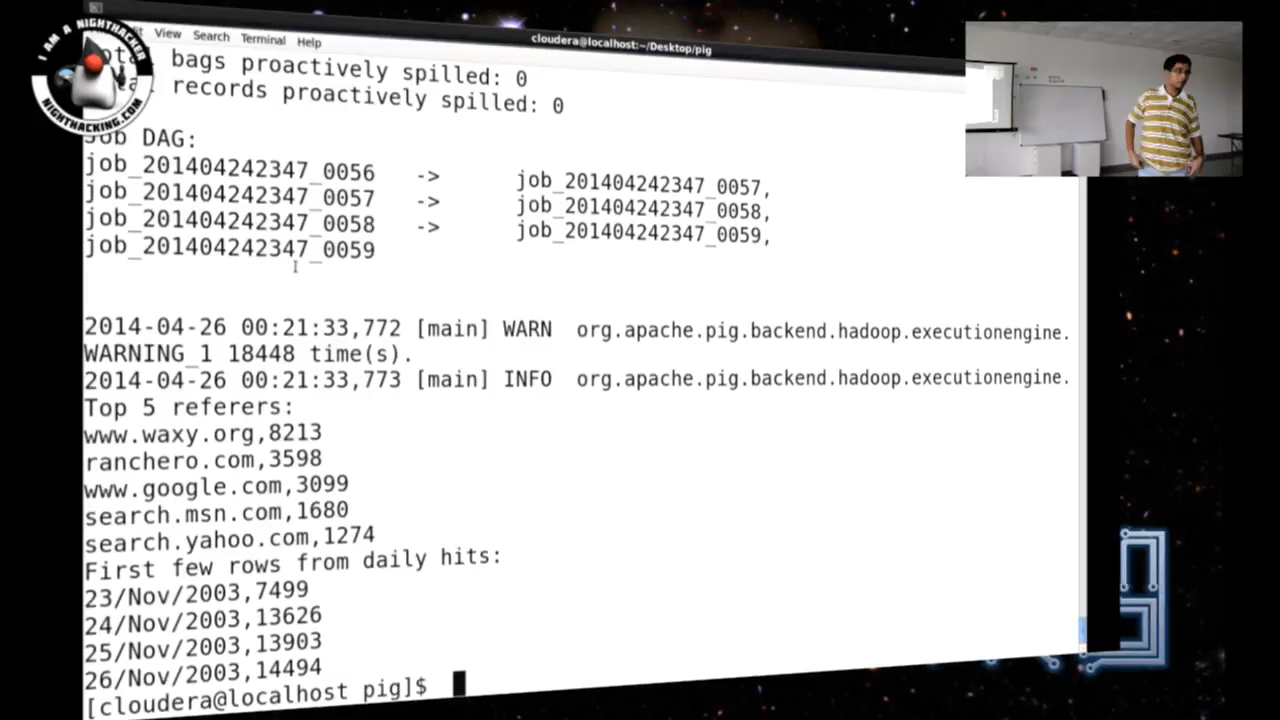 I AM A NIGHTHACKER
NIGHTHACKING.COM
View Search Terminal Help
cloudera@localhost:~/Desktop/pig
bags proactively spilled: 0
records proactively spilled: 0
Job DAG:
job_201404242347_0056 -> job_201404242347_0057,
job_201404242347_0057 -> job_201404242347_0058,
job_201404242347_0058 -> job_201404242347_0059,
job_201404242347_0059
2014-04-26 00:21:33,772 [main] WARN org.apache.pig.backend.hadoop.executionengine.
WARNING_1 18448 time(s).
2014-04-26 00:21:33,773 [main] INFO org.apache.pig.backend.hadoop.executionengine.
Top 5 referers:
www.waxy.org,8213
ranchero.com,3598
www.google.com,3099
search.msn.com,1680
search.yahoo.com,1274
First few rows from daily hits:
23/Nov/2003,7499
24/Nov/2003,13626
25/Nov/2003,13903
26/Nov/2003,14494
[cloudera@localhost pig]$